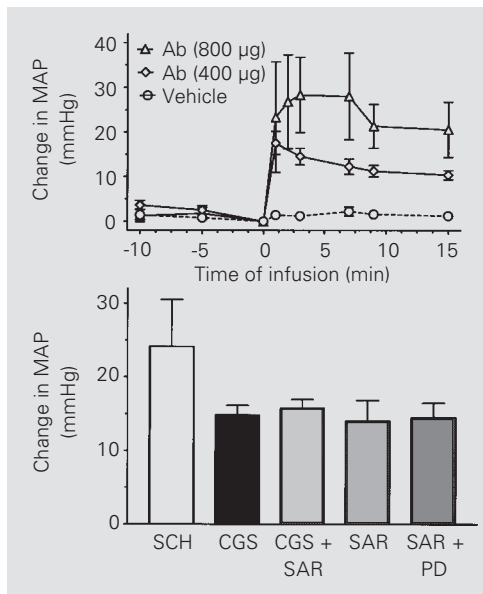 Change in MAP
(mmHg)
40
30
20
10
0
Ab (800 µg)
Ab (400 µg)
Vehicle
-10 -5 0 5 10 15
Time of infusion (min)
Change in MAP
(mmHg)
30
20
10
0
SCH CGS CGS + SAR SAR +
SAR PD